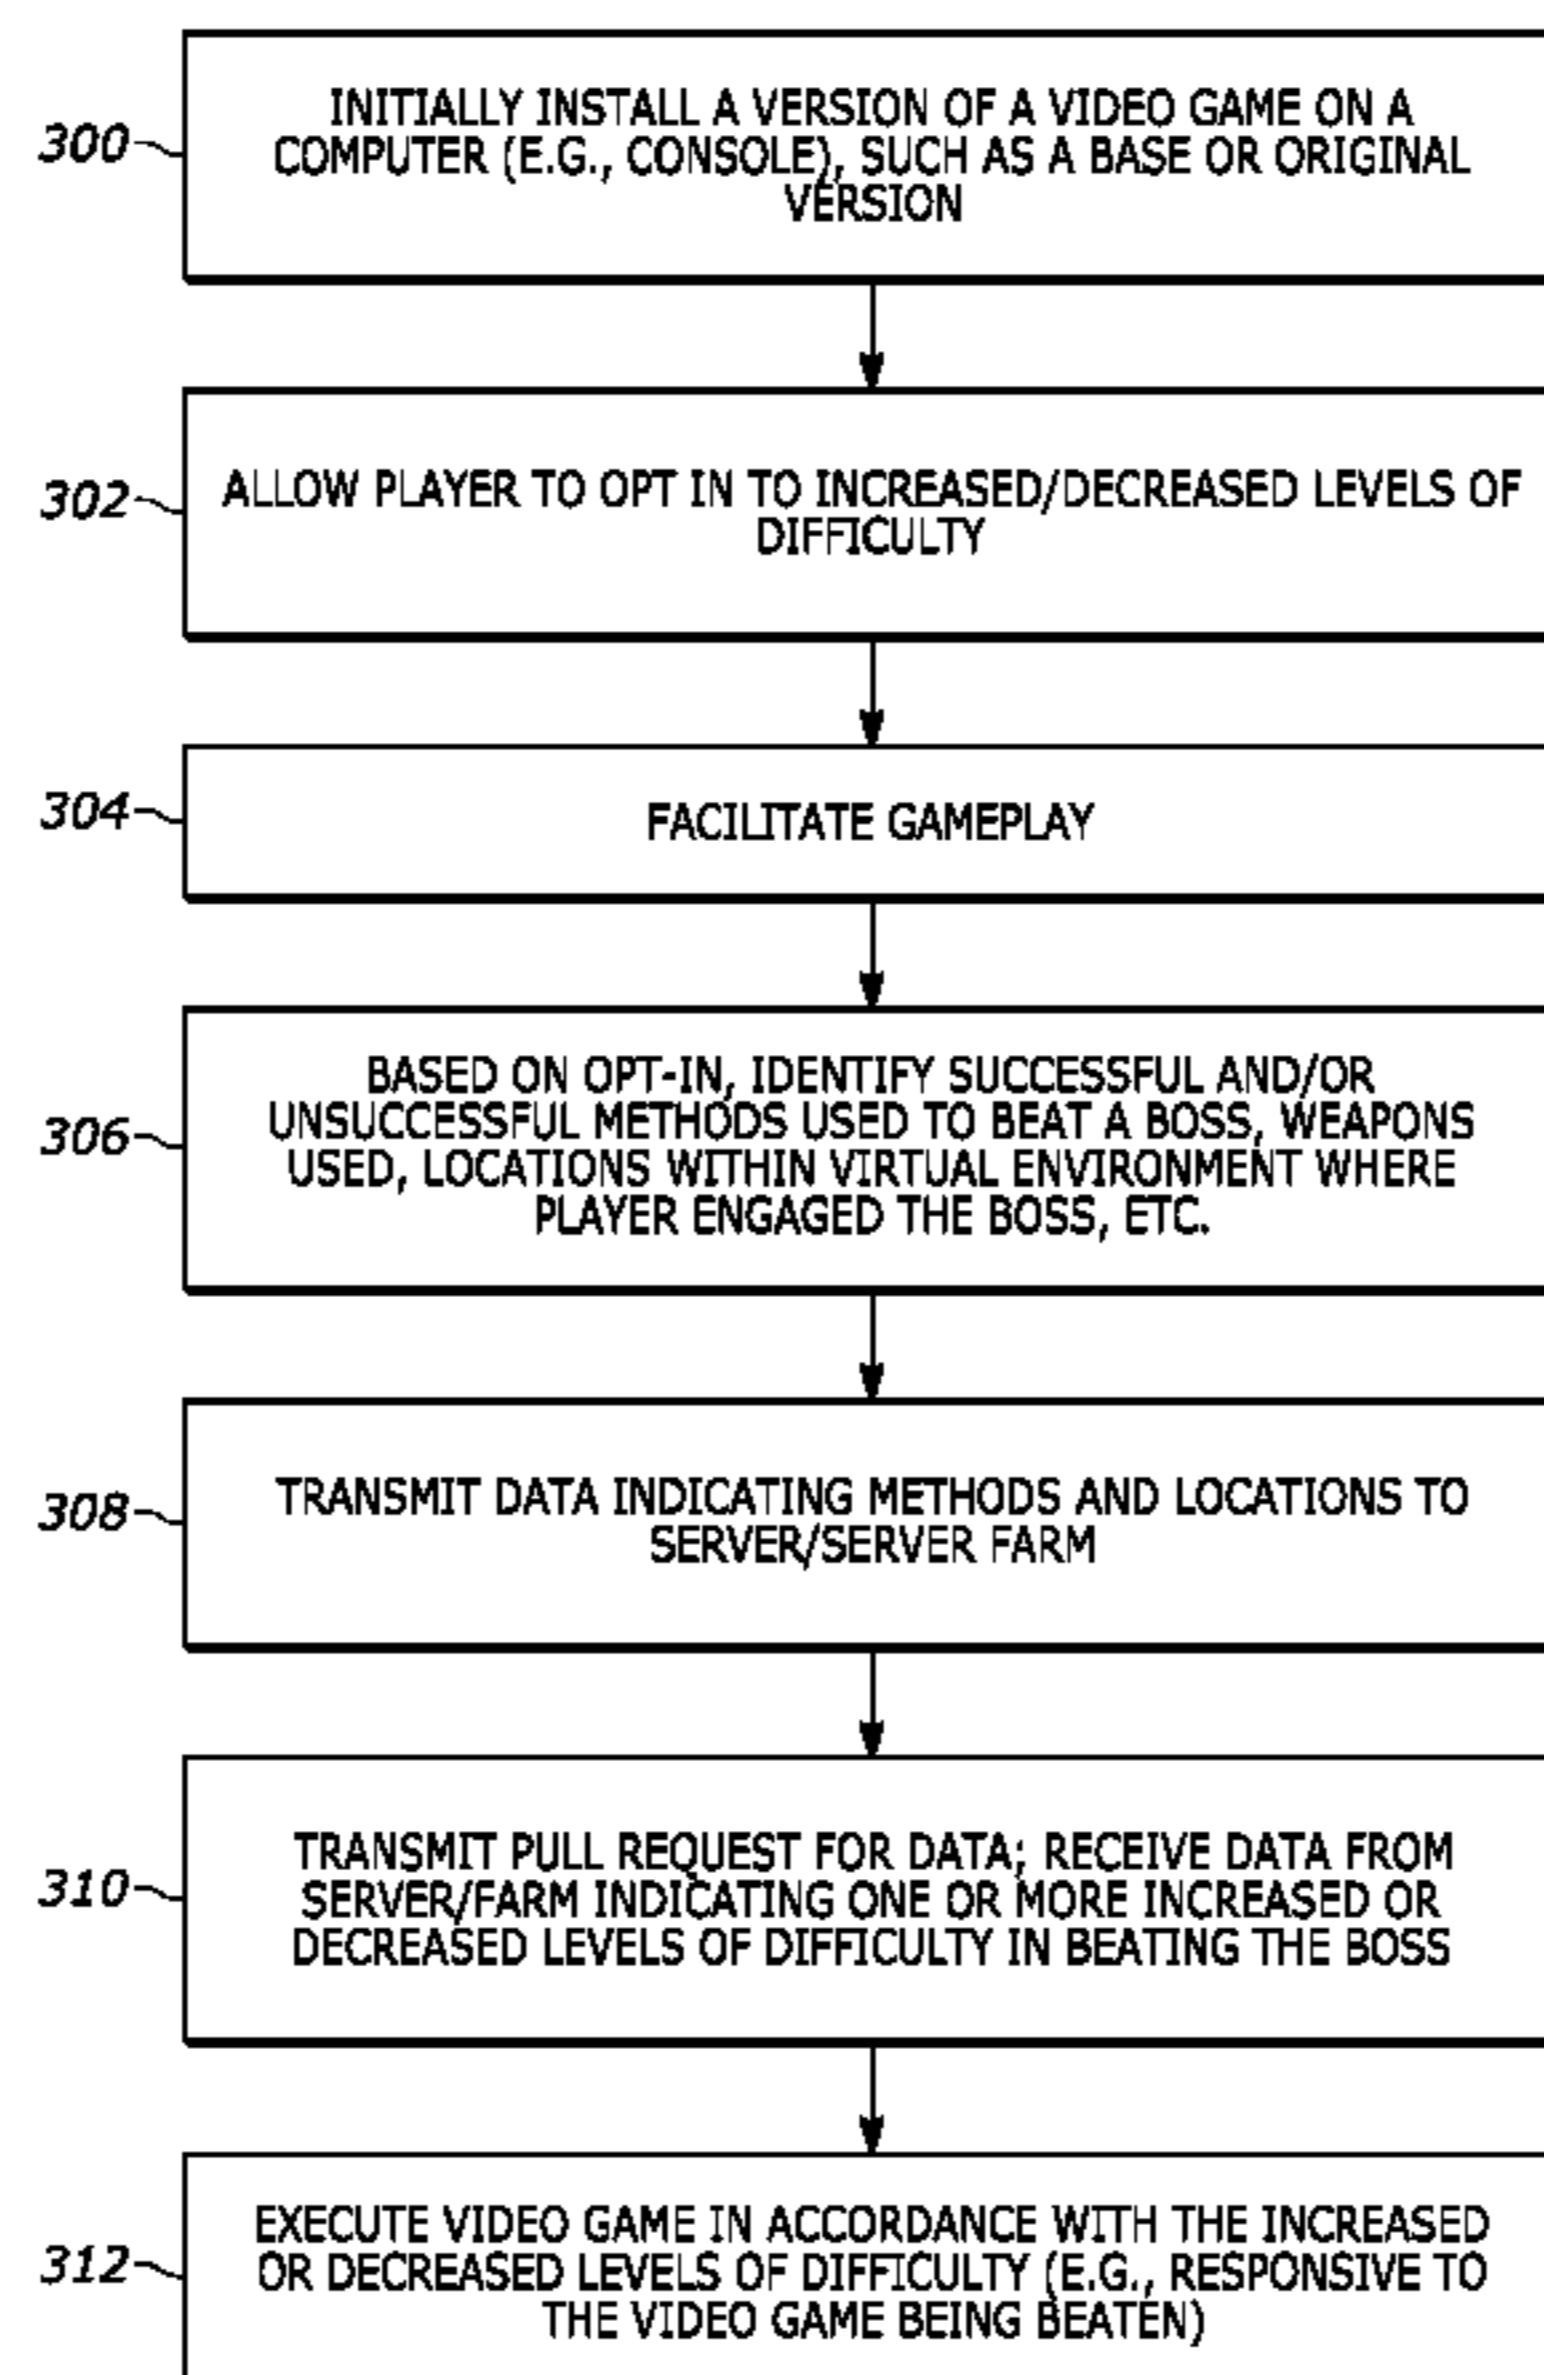 300
INITIALLY INSTALL A VERSION OF A VIDEO GAME ON A
COMPUTER (E.G., CONSOLE), SUCH AS A BASE OR ORIGINAL
VERSION
302
ALLOW PLAYER TO OPT IN TO INCREASED/DECREASED LEVELS OF
DIFFICULTY
304
FACILITATE GAMEPLAY
306
BASED ON OPT-IN, IDENTIFY SUCCESSFUL AND/OR
UNSUCCESSFUL METHODS USED TO BEAT A BOSS, WEAPONS
USED, LOCATIONS WITHIN VIRTUAL ENVIRONMENT WHERE
PLAYER ENGAGED THE BOSS, ETC.
308
TRANSMIT DATA INDICATING METHODS AND LOCATIONS TO
SERVER/SERVER FARM
310
TRANSMIT PULL REQUEST FOR DATA; RECEIVE DATA FROM
SERVER/FARM INDICATING ONE OR MORE INCREASED OR
DECREASED LEVELS OF DIFFICULTY IN BEATING THE BOSS
312
EXECUTE VIDEO GAME IN ACCORDANCE WITH THE INCREASED
OR DECREASED LEVELS OF DIFFICULTY (E.G., RESPONSIVE TO
THE VIDEO GAME BEING BEATEN)